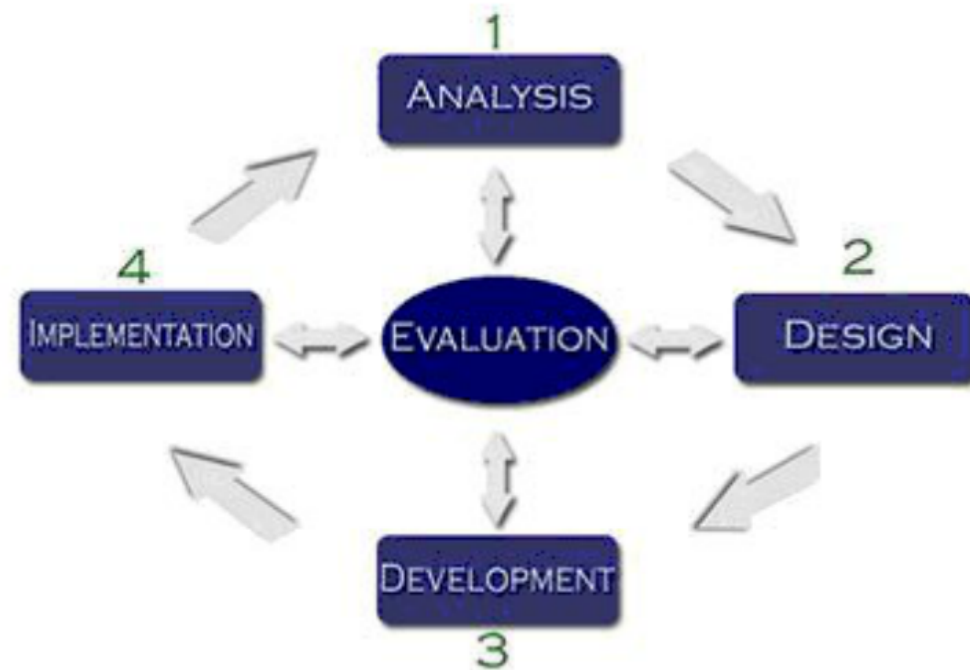 1
ANALYSIS
4
2
IMPLEMENTATION
EVALUATION
DESIGN
DEVELOPMENT
3